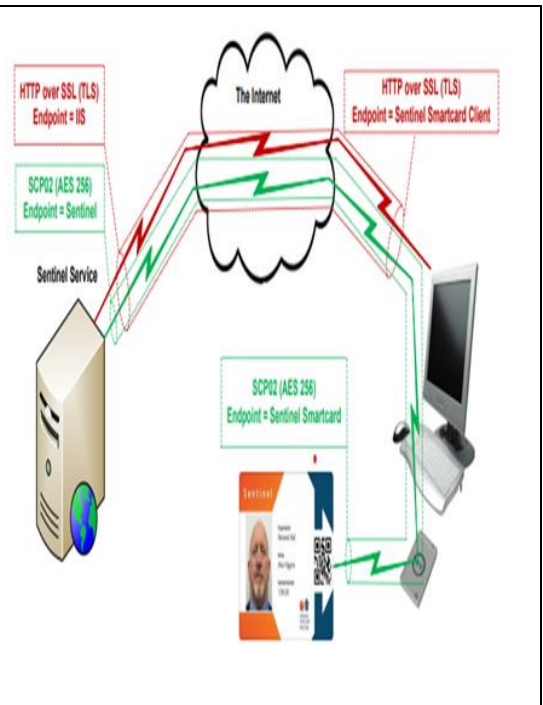 HTTP over SSL (TLS)
Endpoint = IIS
The Internet
HTTP over SSL (TLS)
Endpoint = Sentinel Smartcard Client
SCP02 (AES 256)
Endpoint = Sentinel
Sentinel Service
SCP02 (AES 256)
Endpoint = Sentinel Smartcard
Sentinel